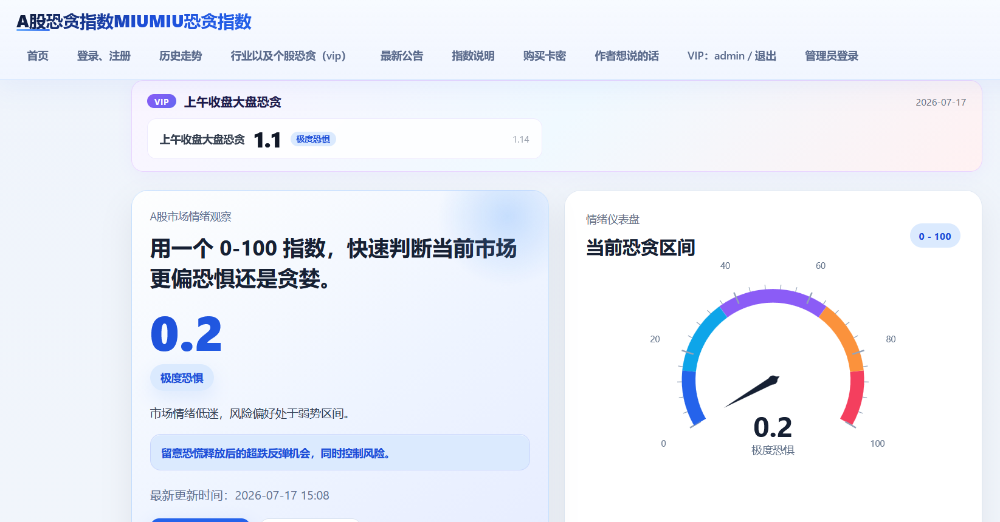 A股恐贪指数MIUMIU恐贪指数
首页 登录、注册 历史走势 行业以及个股恐贪（vip） 最新公告 指数说明 购买卡密 作者想说的话 VIP：admin / 退出 管理员登录
VIP 上午收盘大盘恐贪 2026-07-17
上午收盘大盘恐贪 1.1 极度恐惧 1.14
A股市场情绪观察
用一个 0-100 指数，快速判断当前市场
更偏恐惧还是贪婪。
0.2
极度恐惧
市场情绪低迷，风险偏好处于弱势区间。
留意恐慌释放后的超跌反弹机会，同时控制风险。
最新更新时间：2026-07-17 15:08
情绪仪表盘
当前恐贪区间
0 - 100
40 60
20 80
0 100
0.2
极度恐惧